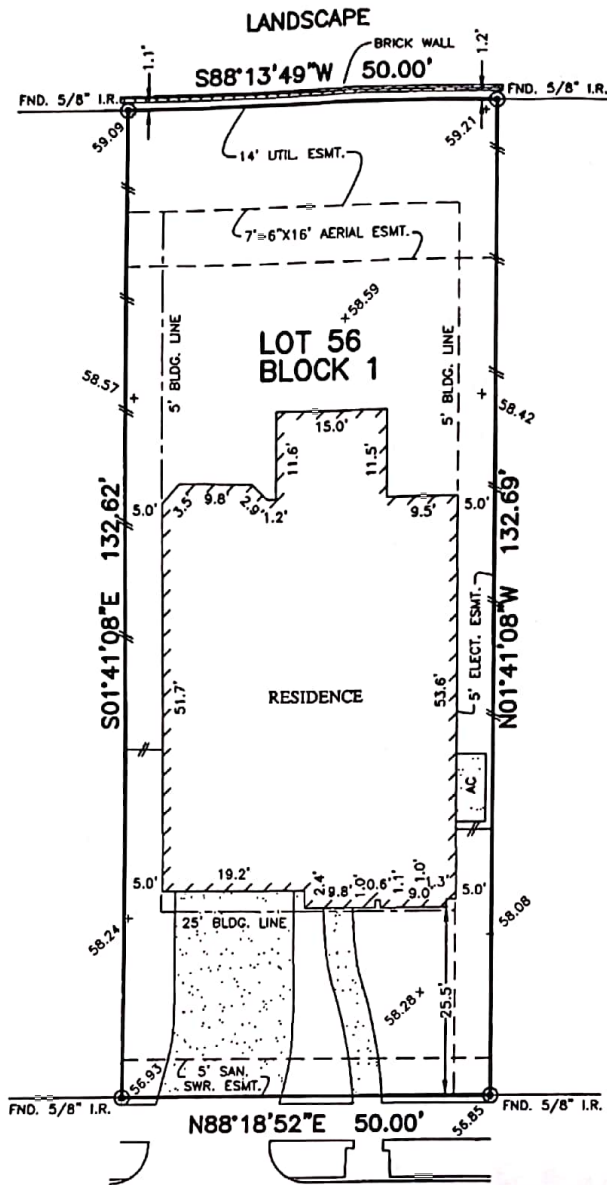 LANDSCAPE
BRICK WALL
1.1'
S88°13'49"W 50.00'
1.2'
FND. 5/8" I.R.
FND. 5/8" I.R.
59.09
59.21
14' UTIL. ESMT.
7'-6"X16' AERIAL ESMT.
58.59
LOT 56
BLOCK 1
5' BLDG. LINE
5' BLDG. LINE
58.57
58.42
15.0'
11.6'
11.5'
5.0'
3.5'
9.8'
2.9'
1.2'
9.5'
5.0'
S01°41'08"E 132.62'
N01°41'08"W 132.69'
5' ELECT. ESMT.
51.7'
RESIDENCE
53.6'
AC
5.0'
19.2'
2.4'
9.8'
1.0'
0.6'
1.1'
9.0'
1.0'
1.3'
5.0'
58.24
25' BLDG. LINE
58.08
58.28
25.5'
56.93
5' SAN.
SWR. ESMT.
FND. 5/8" I.R.
N88°18'52"E 50.00'
56.85
FND. 5/8" I.R.